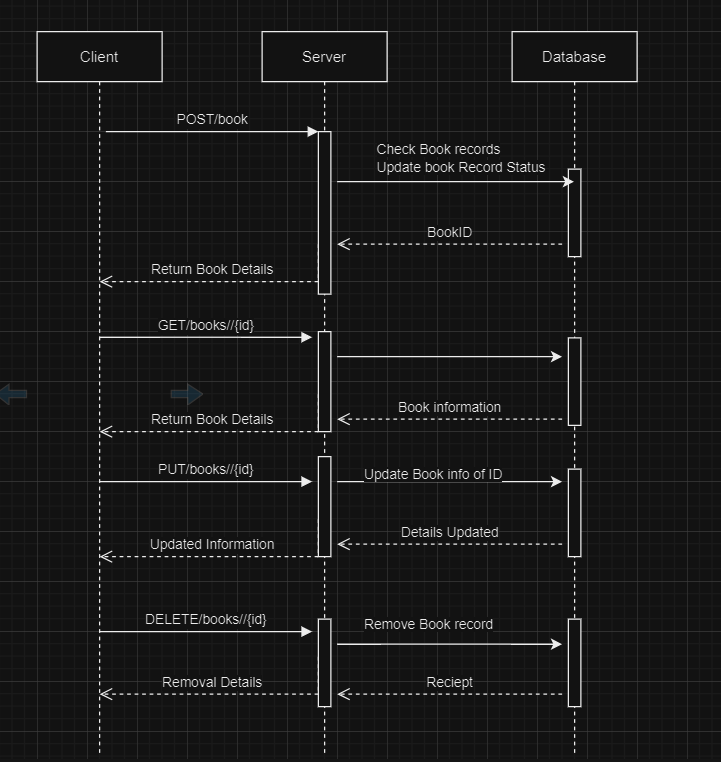 Client
Server
Database
POST/book
Check Book records
Update book Record Status
BookID
Return Book Details
GET/books//{id}
Book information
Return Book Details
PUT/books//{id}
Update Book info of ID
Details Updated
Updated Information
DELETE/books//{id}
Remove Book record
Removal Details
Reciept